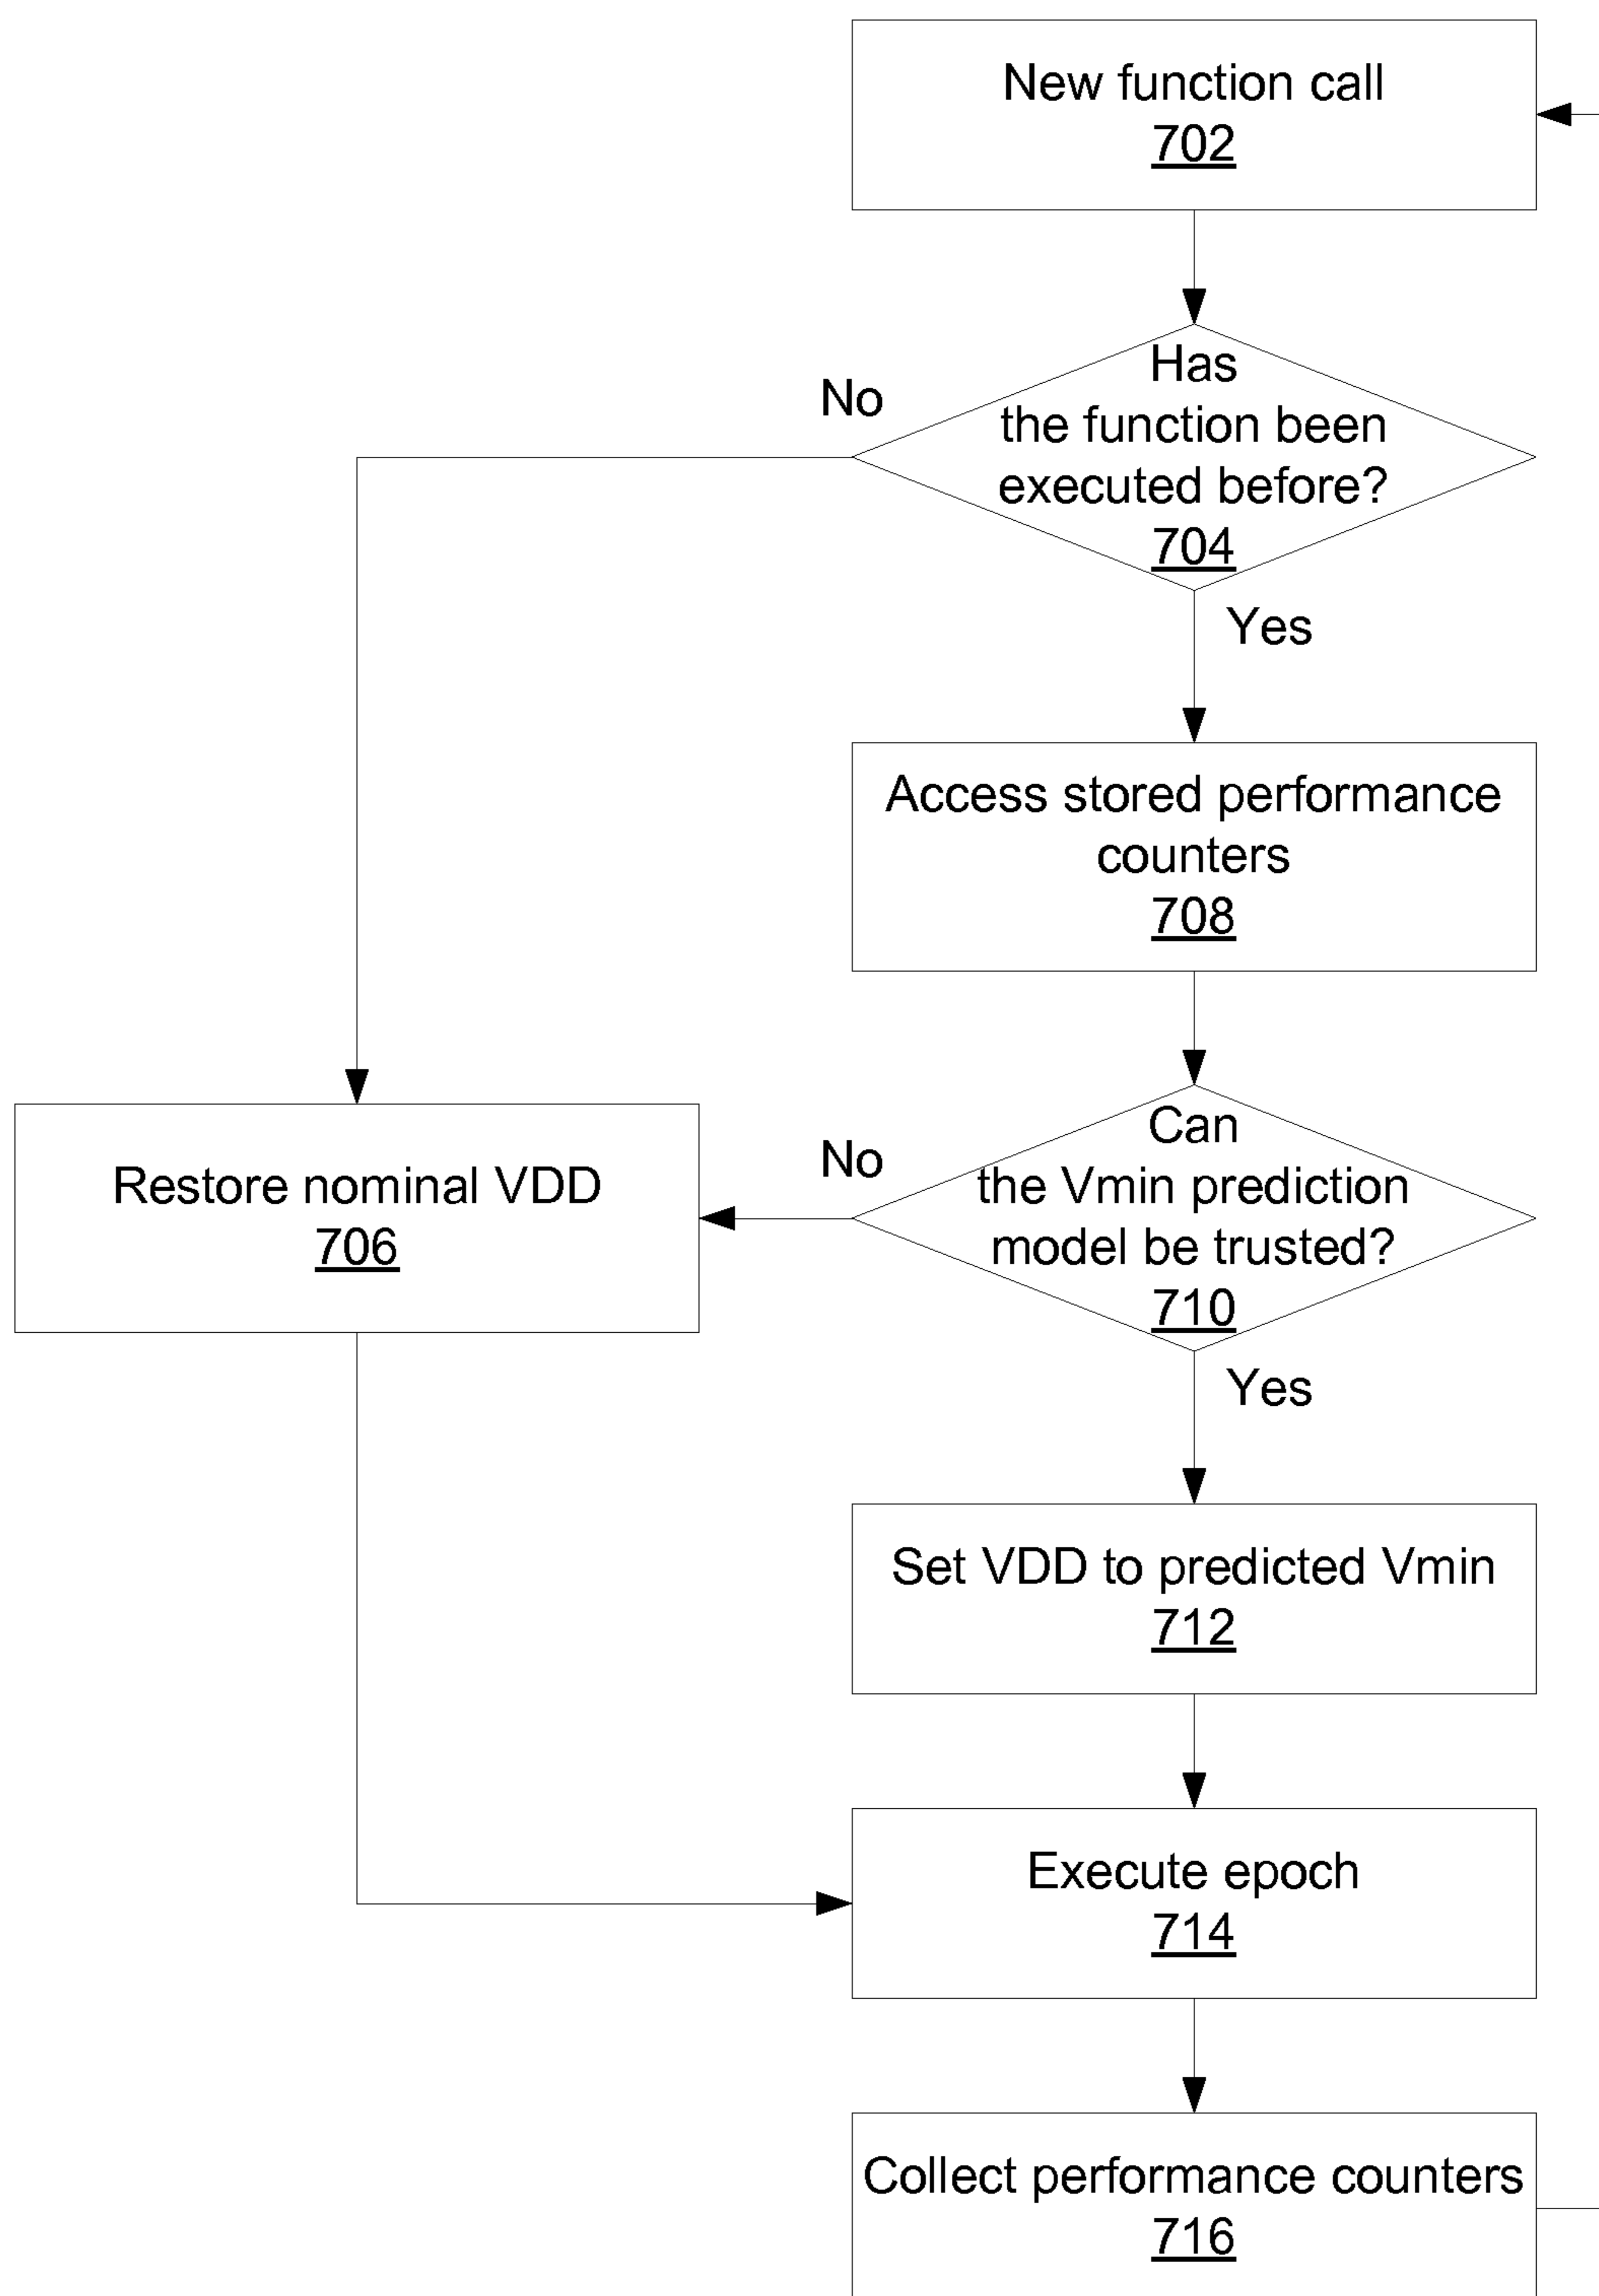 New function call
702
Has
the function been
executed before?
704
No
Yes
Access stored performance
counters
708
Can
the Vmin prediction
model be trusted?
710
No
Restore nominal VDD
706
Yes
Set VDD to predicted Vmin
712
Execute epoch
714
Collect performance counters
716